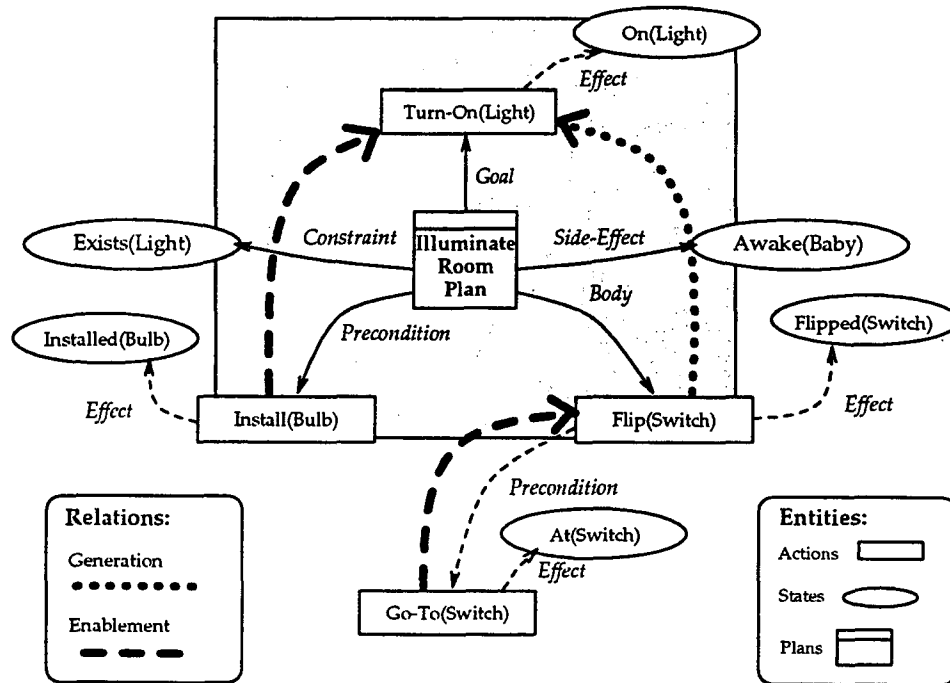 On(Light)
Effect
Turn-On(Light)
Goal
Exists(Light)
Constraint
Illuminate
Room
Plan
Side-Effect
Awake(Baby)
Body
Precondition
Installed(Bulb)
Flipped(Switch)
Effect
Install(Bulb)
Flip(Switch)
Effect
Precondition
At(Switch)
Effect
Go-To(Switch)
Relations:
Generation
Enablement
Entities:
Actions
States
Plans